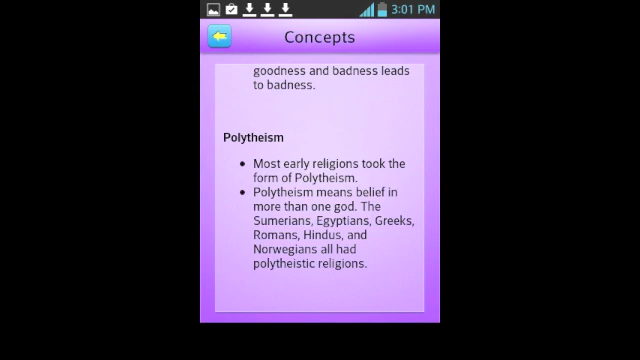 3:01 PM
Concepts
goodness and badness leads
to badness.
Polytheism
• Most early religions took the
form of Polytheism.
• Polytheism means belief in
more than one god. The
Sumerians, Egyptians, Greeks,
Romans, Hindus, and
Norwegians all had
polytheistic religions.